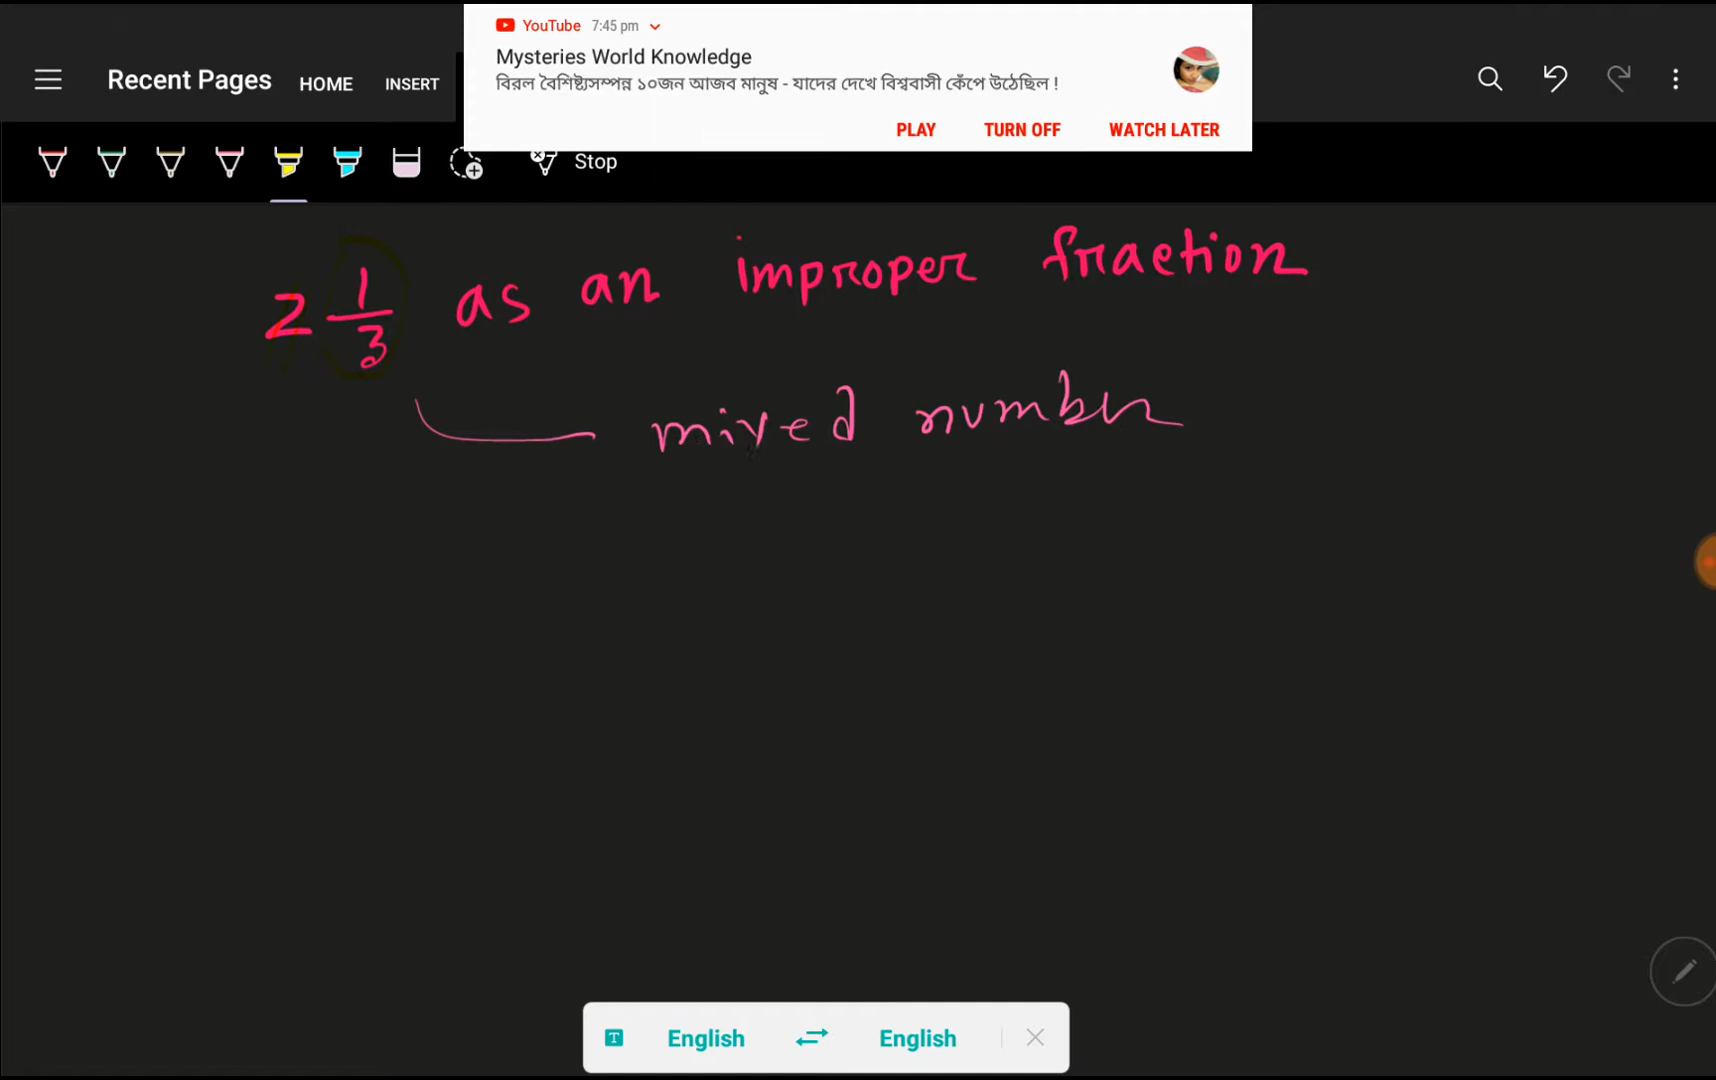 YouTube 7:45 pm
Mysteries World Knowledge
বিরল বৈশিষ্ট্যসম্পন্ন ১০জন আজব মানুষ - যাদের দেখে বিশ্ববাসী কেঁপে উঠেছিল !
PLAY TURN OFF WATCH LATER
Recent Pages HOME INSERT
Stop
2 1/3 as an improper fraction
mixed number
English English